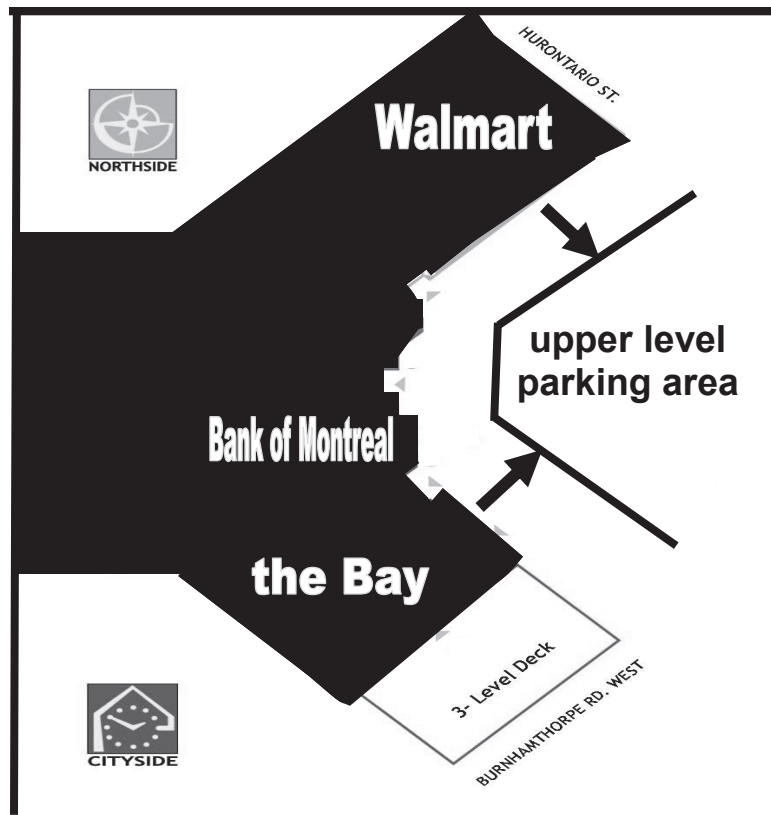 HURONTARIO ST.
Walmart
NORTHSIDE
upper level
parking area
Bank of Montreal
the Bay
3- Level Deck
BURNHAMTHORPE RD. WEST
CITYSIDE